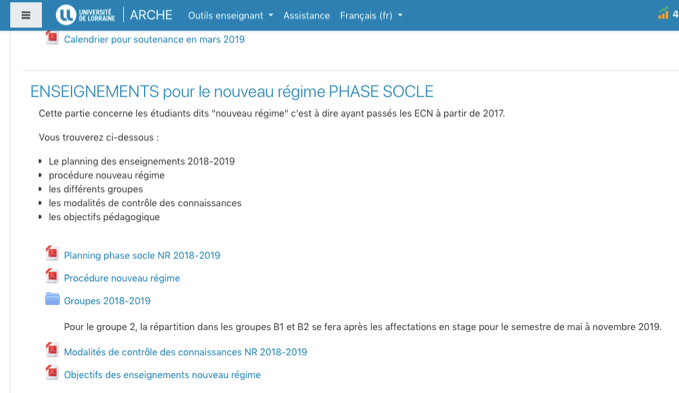 UNIVERSITÉ
DE LORRAINE
ARCHE
Outils enseignant
Assistance
Français (fr)
4
Calendrier pour soutenance en mars 2019
ENSEIGNEMENTS pour le nouveau régime PHASE SOCLE
Cette partie concerne les étudiants dits "nouveau régime" c'est à dire ayant passés les ECN à partir de 2017.
Vous trouverez ci-dessous :
Le planning des enseignements 2018-2019
procédure nouveau régime
les différents groupes
les modalités de contrôle des connaissances
les objectifs pédagogique
Planning phase socle NR 2018-2019
Procédure nouveau régime
Groupes 2018-2019
Pour le groupe 2, la répartition dans les groupes B1 et B2 se fera après les affectations en stage pour le semestre de mai à novembre 2019.
Modalités de contrôle des connaissances NR 2018-2019
Objectifs des enseignements nouveau régime